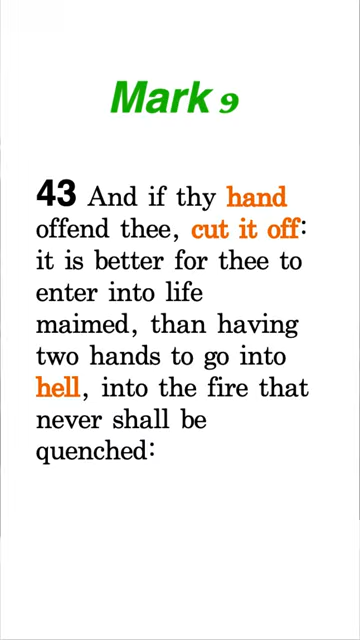 Mark 9
43 And if thy hand
offend thee, cut it off:
it is better for thee to
enter into life
maimed, than having
two hands to go into
hell, into the fire that
never shall be
quenched: